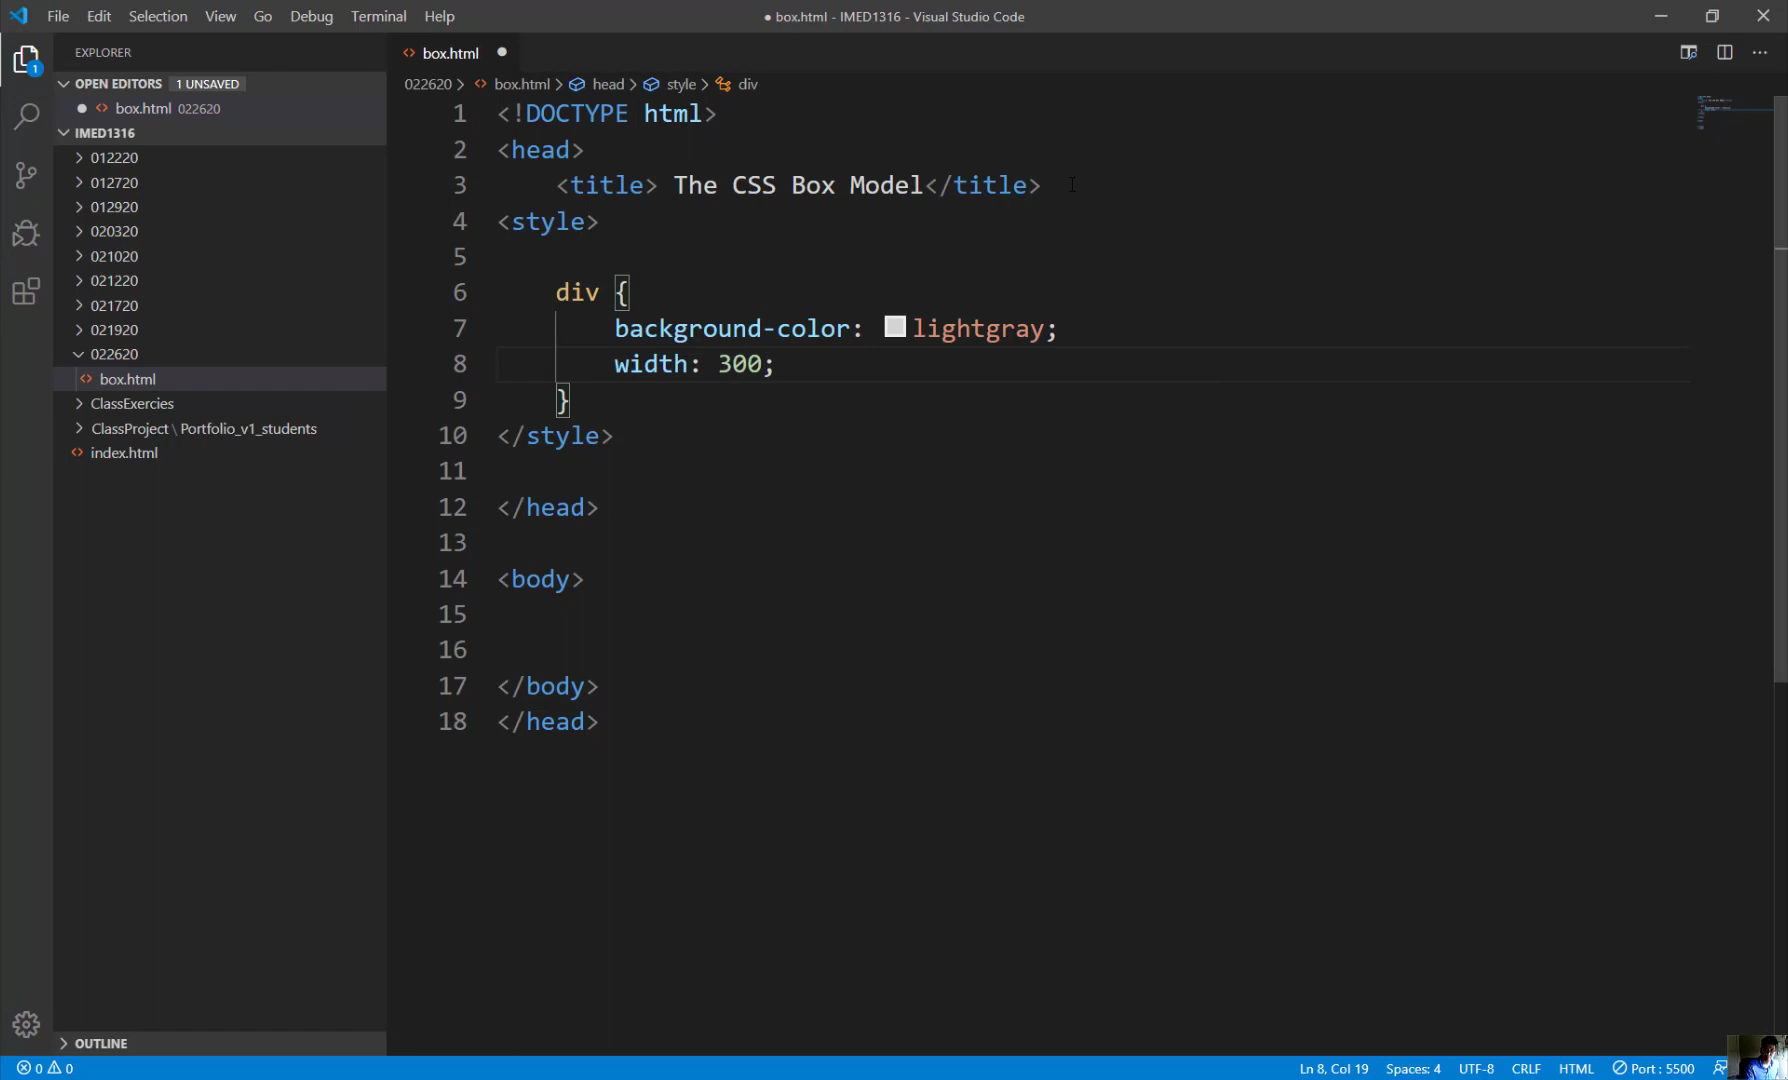 File Edit Selection View Go Debug Terminal Help
● box.html - IMED1316 - Visual Studio Code
EXPLORER
OPEN EDITORS 1 UNSAVED
box.html 022620
IMED1316
012220
012720
012920
020320
021020
021220
021720
021920
022620
box.html
ClassExercies
ClassProject \ Portfolio_v1_students
index.html
OUTLINE
1
box.html
022620 > box.html > head > style > div
1 <!DOCTYPE html>
2 <head>
3 <title> The CSS Box Model</title>
4 <style>
5
6 div {
7 background-color: lightgray;
8 width: 300;
9 }
10 </style>
11
12 </head>
13
14 <body>
15
16
17 </body>
18 </head>
0 0
Ln 8, Col 19 Spaces: 4 UTF-8 CRLF HTML Port : 5500